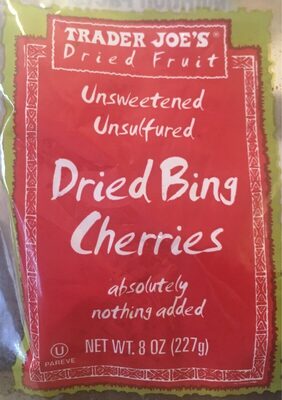 TRADER JOE'S®
Dried Fruit
Unsweetened
Unsulfured
Dried Bing
Cherries
absolutely
nothing added
U
PAREVE
NET WT. 8 OZ (227g)